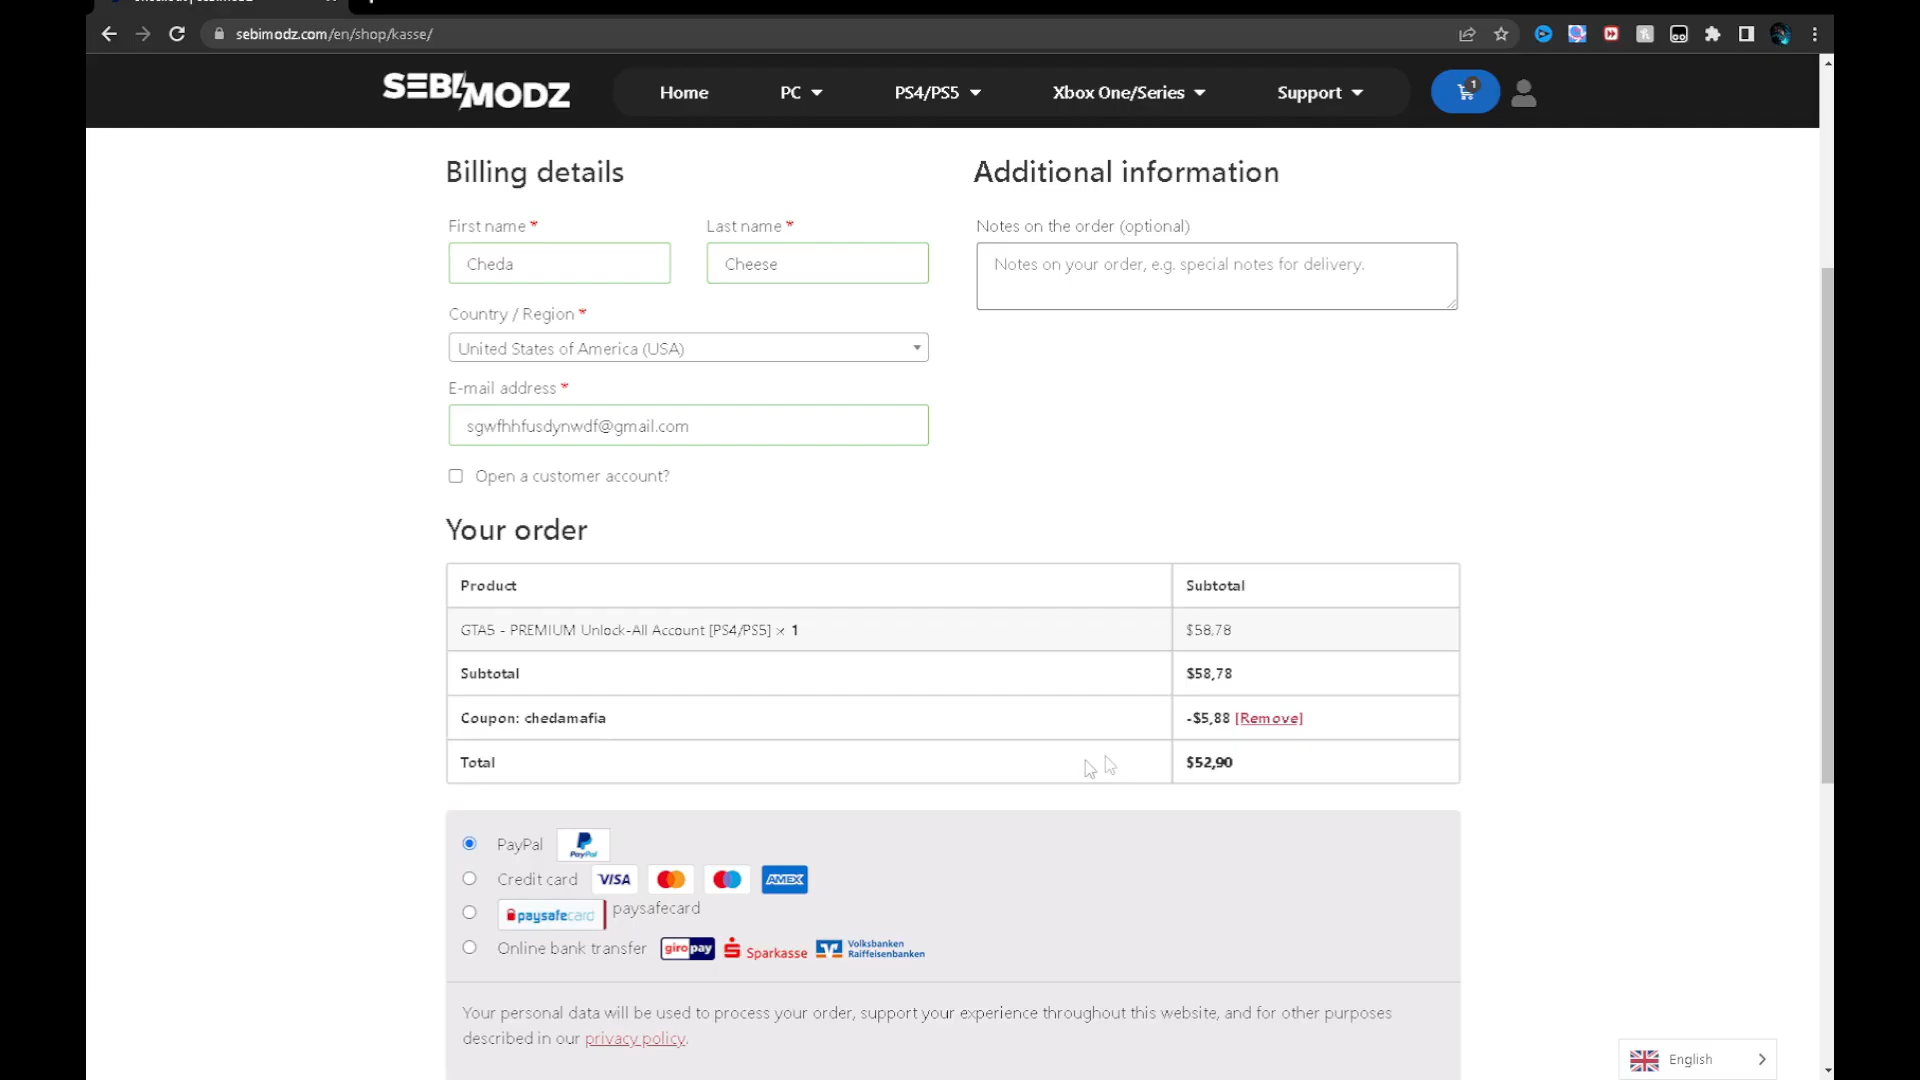 sebimodz.com/en/shop/kasse/
SEBI MODZ
Home
PC
PS4/PS5
Xbox One/Series
Support
1
Billing details
Additional information
First name *
Last name *
Notes on the order (optional)
Cheda
Cheese
Notes on your order, e.g. special notes for delivery.
Country / Region *
United States of America (USA)
E-mail address *
sgwfhhfusdynwdf@gmail.com
Open a customer account?
Your order
Product
Subtotal
GTA5 - PREMIUM Unlock-All Account [PS4/PS5] × 1
$58,78
Subtotal
$58,78
Coupon: chedamafia
-$5,88 [Remove]
Total
$52,90
PayPal
PayPal
Credit card
VISA
AMEX
paysafecard
paysafecard
Online bank transfer
giropay
Sparkasse
Volksbanken
Raiffeisenbanken
Your personal data will be used to process your order, support your experience throughout this website, and for other purposes
described in our privacy policy.
English